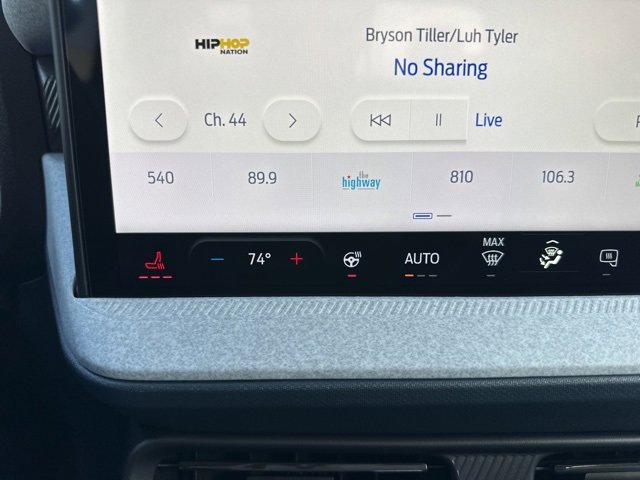 HIPHOP
NATION
Bryson Tiller/Luh Tyler
No Sharing
Ch. 44
Live
540
89.9
the
highway
810
106.3
74°
AUTO
MAX